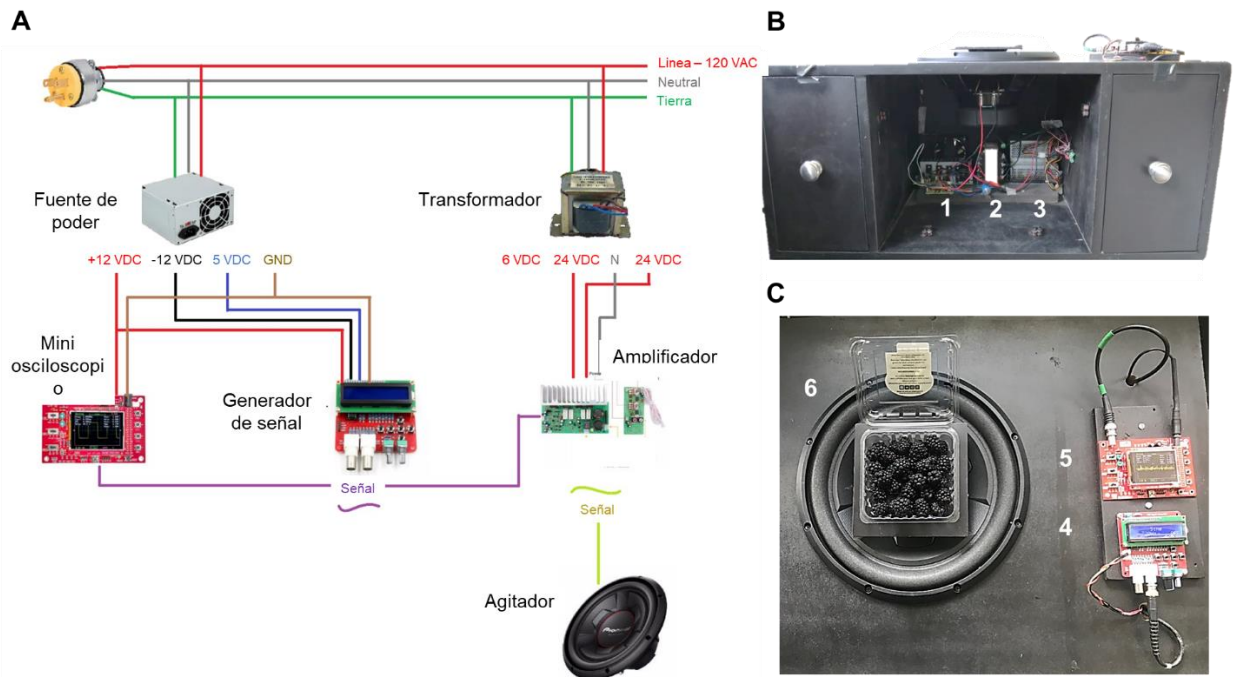 A
Línea – 120 VAC
Neutral
Tierra
Fuente de
poder
Transformador
+12 VDC -12 VDC 5 VDC GND
6 VDC 24 VDC N 24 VDC
Mini
osciloscopi
o
Generador
de señal
Amplificador
Señal
Señal
Agitador
Pioneer
B
1 2 3
C
6
5
4